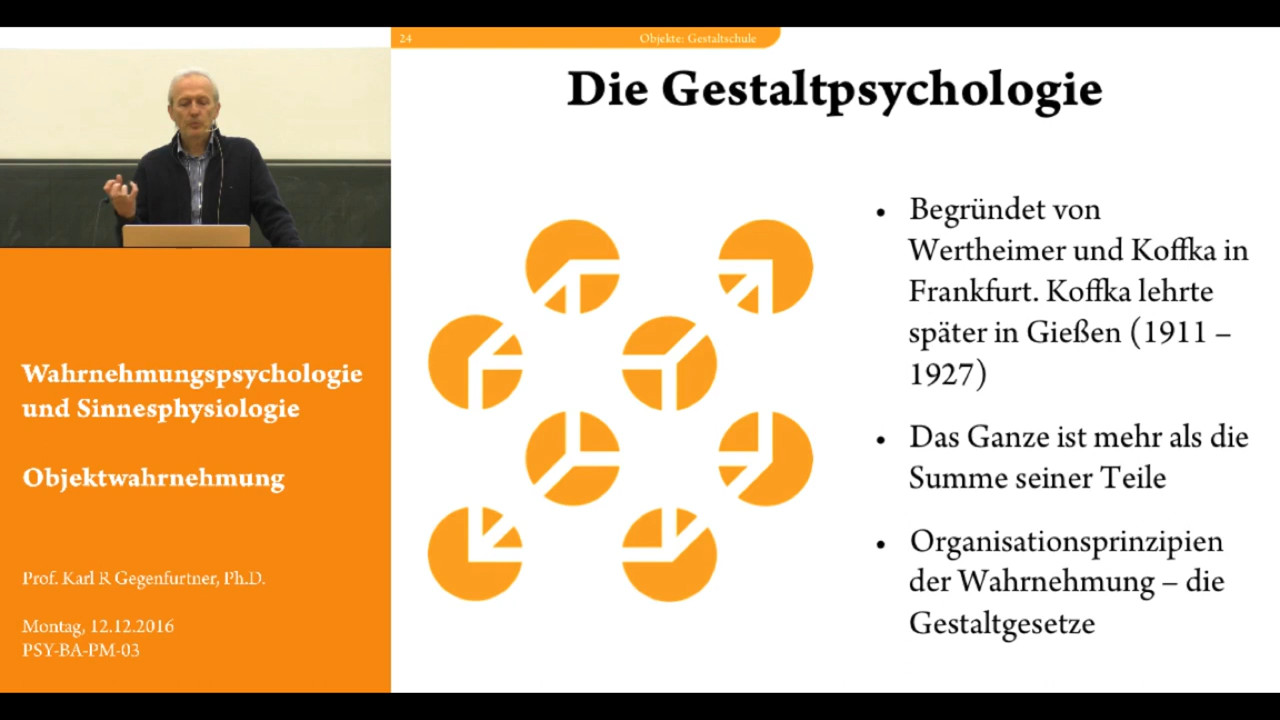 24
Objekte: Gestaltschule
Die Gestaltpsychologie
Wahrnehmungspsychologie
und Sinnesphysiologie
Objektwahrnehmung
Prof. Karl R Gegenfurtner, Ph.D.
Montag, 12.12.2016
PSY-BA-PM-03
• Begründet von
Wertheimer und Koffka in
Frankfurt. Koffka lehrte
später in Gießen (1911 –
1927)
• Das Ganze ist mehr als die
Summe seiner Teile
• Organisationsprinzipien
der Wahrnehmung – die
Gestaltgesetze